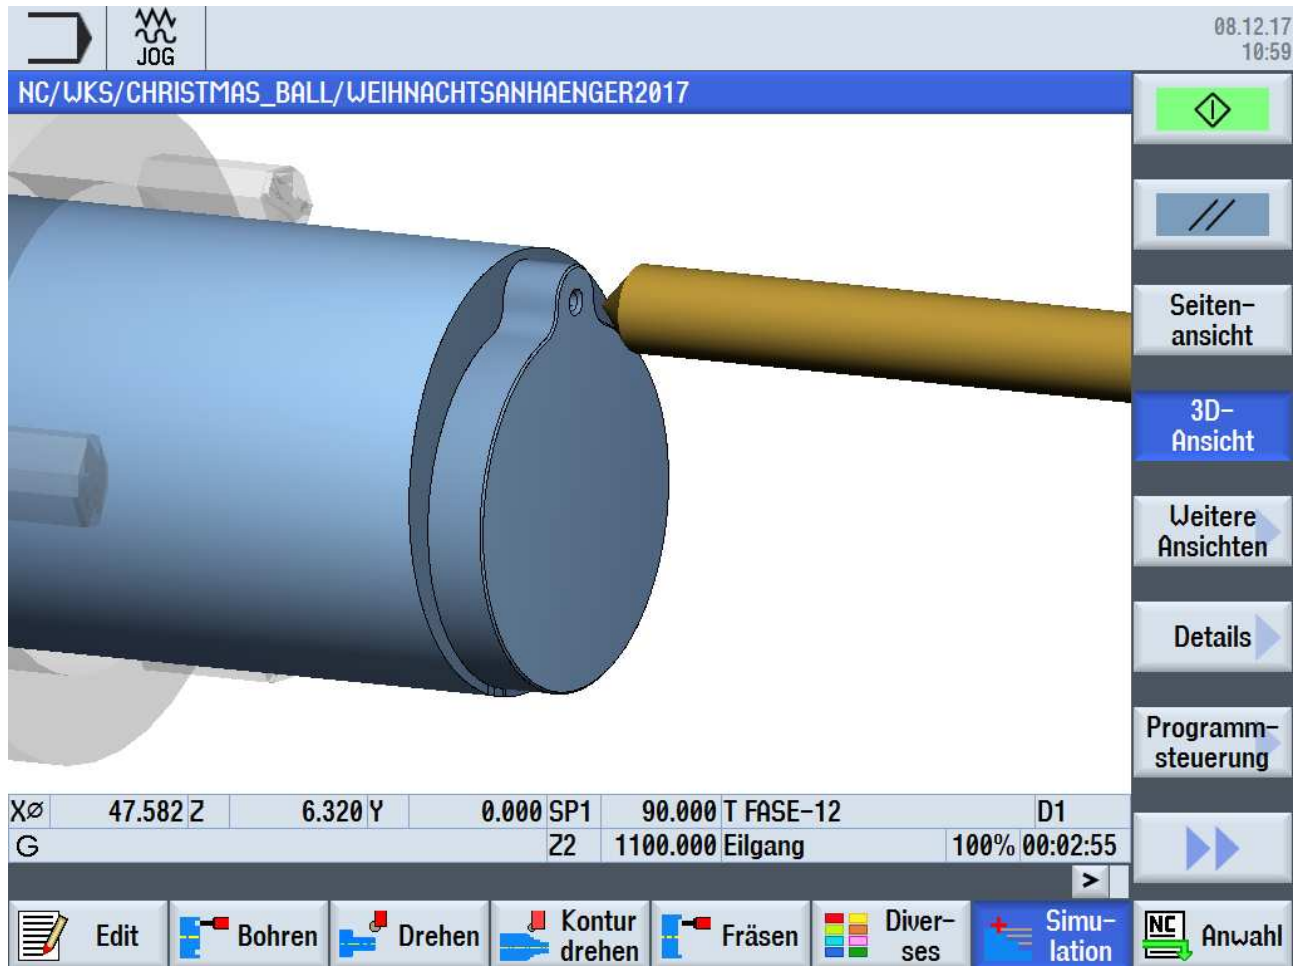 JOG
08.12.17
10:59
NC/WKS/CHRISTMAS_BALL/WEIHNACHTSANHAENGER2017
Seiten-
ansicht
3D-
Ansicht
Weitere
Ansichten
Details
Programm-
steuerung
X⌀ 47.582 Z 6.320 Y 0.000 SP1 90.000 T FASE-12 D1
G Z2 1100.000 Eilgang 100% 00:02:55
>
Edit
Bohren
Drehen
Kontur
drehen
Fräsen
Diver-
ses
Simu-
lation
NC
Anwahl